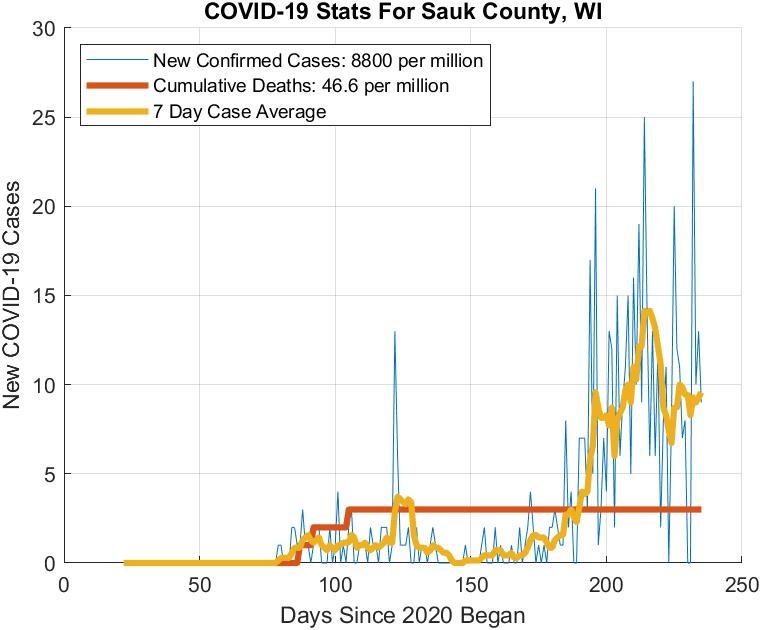 COVID-19 Stats For Sauk County, WI
30
25
20
15
10
5
0
New COVID-19 Cases
New Confirmed Cases: 8800 per million
Cumulative Deaths: 46.6 per million
7 Day Case Average
0 50 100 150 200 250
Days Since 2020 Began